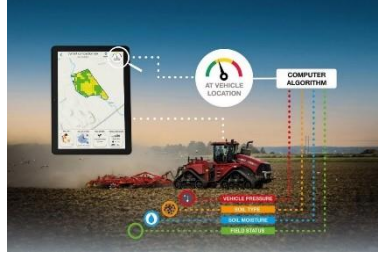 AT VEHICLE
LOCATION
COMPUTER
ALGORITHM
VEHICLE PRESSURE
SOIL TYPE
SOIL MOISTURE
FIELD STATUS